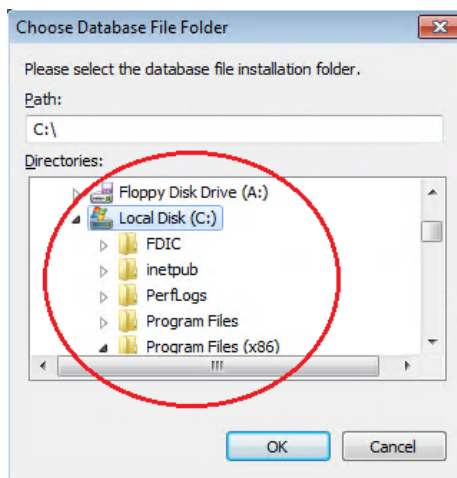 Choose Database File Folder
Please select the database file installation folder.
Path:
C:\
Directories:
Floppy Disk Drive (A:)
Local Disk (C:)
FDIC
inetpub
PerfLogs
Program Files
Program Files (x86)
OK Cancel